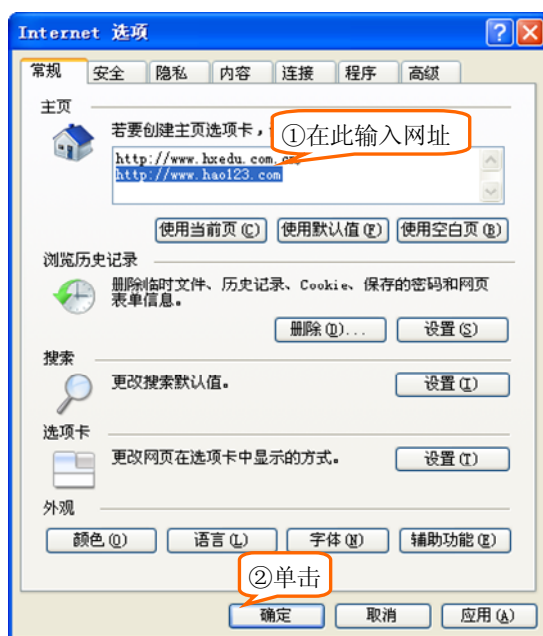 Internet 选项
常规 安全 隐私 内容 连接 程序 高级
主页
若要创建主页选项卡，
①在此输入网址
http://www.hxedu.com.
http://www.hao123.com
使用当前页(C) 使用默认值(F) 使用空白页(B)
浏览历史记录
删除临时文件、历史记录、Cookie、保存的密码和网页
表单信息。
删除(D)... 设置(S)
搜索
更改搜索默认值。 设置(I)
选项卡
更改网页在选项卡中显示的方式。 设置(T)
外观
颜色(O) 语言(L) 字体(N) 辅助功能(E)
②单击
确定 取消 应用(A)